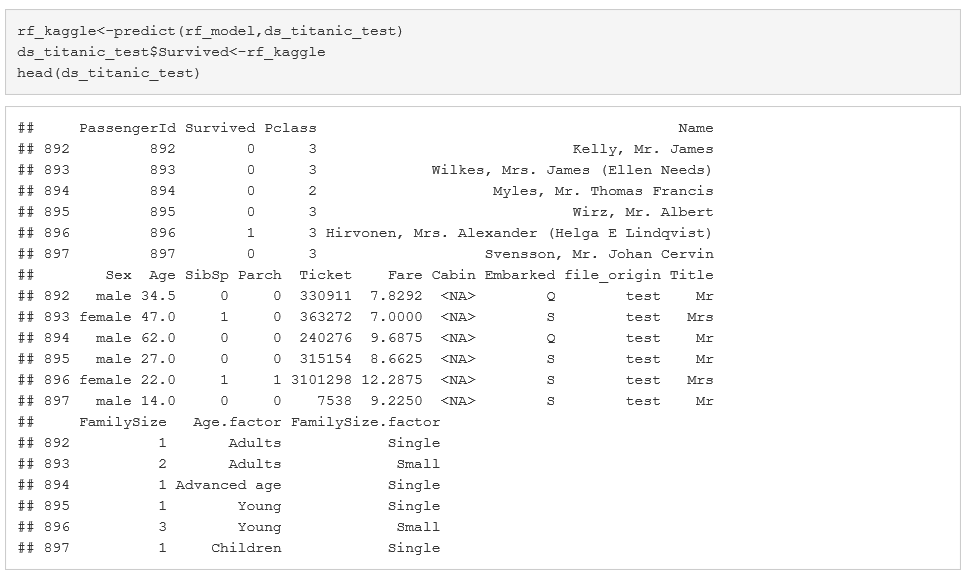 rf_kaggle<-predict(rf_model,ds_titanic_test)
ds_titanic_test$Survived<-rf_kaggle
head(ds_titanic_test)
##     PassengerId Survived Pclass                                         Name
## 892         892        0      3                             Kelly, Mr. James
## 893         893        0      3             Wilkes, Mrs. James (Ellen Needs)
## 894         894        0      2                    Myles, Mr. Thomas Francis
## 895         895        0      3                             Wirz, Mr. Albert
## 896         896        1      3 Hirvonen, Mrs. Alexander (Helga E Lindqvist)
## 897         897        0      3                   Svensson, Mr. Johan Cervin
##        Sex  Age SibSp Parch  Ticket    Fare Cabin Embarked file_origin Title
## 892   male 34.5     0     0  330911  7.8292  <NA>        Q        test    Mr
## 893 female 47.0     1     0  363272  7.0000  <NA>        S        test   Mrs
## 894   male 62.0     0     0  240276  9.6875  <NA>        Q        test    Mr
## 895   male 27.0     0     0  315154  8.6625  <NA>        S        test    Mr
## 896 female 22.0     1     1 3101298 12.2875  <NA>        S        test   Mrs
## 897   male 14.0     0     0    7538  9.2250  <NA>        S        test    Mr
##     FamilySize   Age.factor FamilySize.factor
## 892          1       Adults            Single
## 893          2       Adults             Small
## 894          1 Advanced age            Single
## 895          1        Young            Single
## 896          3        Young             Small
## 897          1     Children            Single